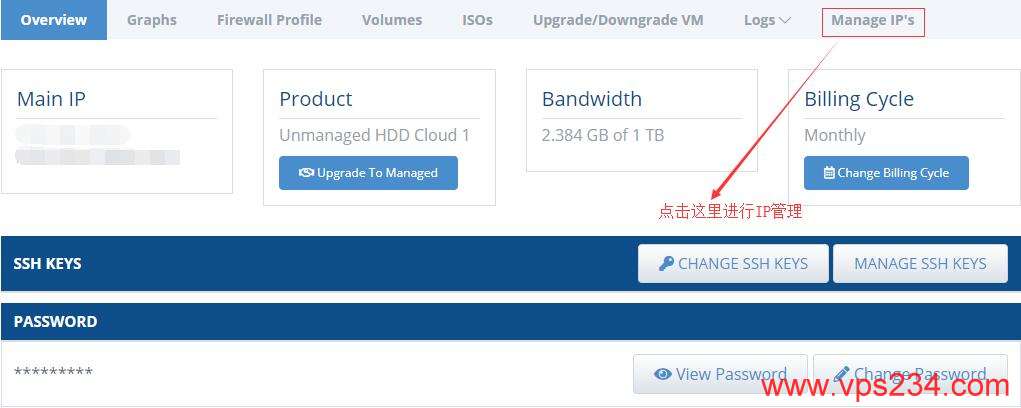 Overview Graphs Firewall Profile Volumes ISOs Upgrade/Downgrade VM Logs Manage IP's
Main IP Product Bandwidth Billing Cycle
Unmanaged HDD Cloud 1 2.384 GB of 1 TB Monthly
Upgrade To Managed Change Billing Cycle
点击这里进行IP管理
SSH KEYS CHANGE SSH KEYS MANAGE SSH KEYS
PASSWORD
********* View Password Change Password
www.vps234.com